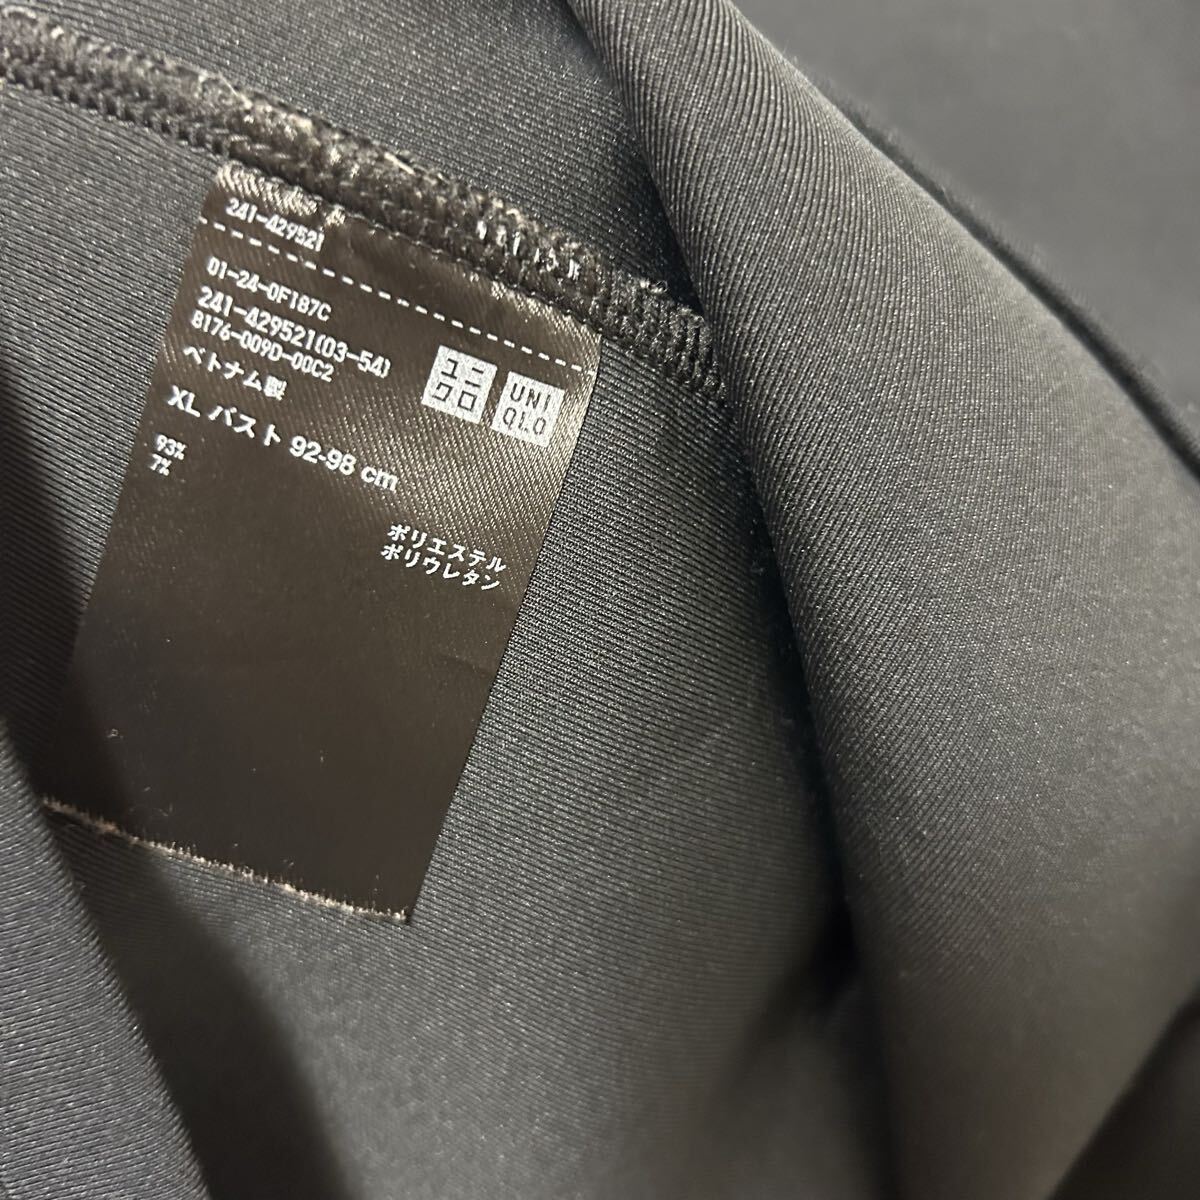 241-429521
01-24-0F187C
241-429521(03-54)
8176-009D-00C2
ベトナム製
XL バスト 92-98 cm
ユニ
クロ
UNI
QLO
93%
7%
ポリエステル
ポリウレタン